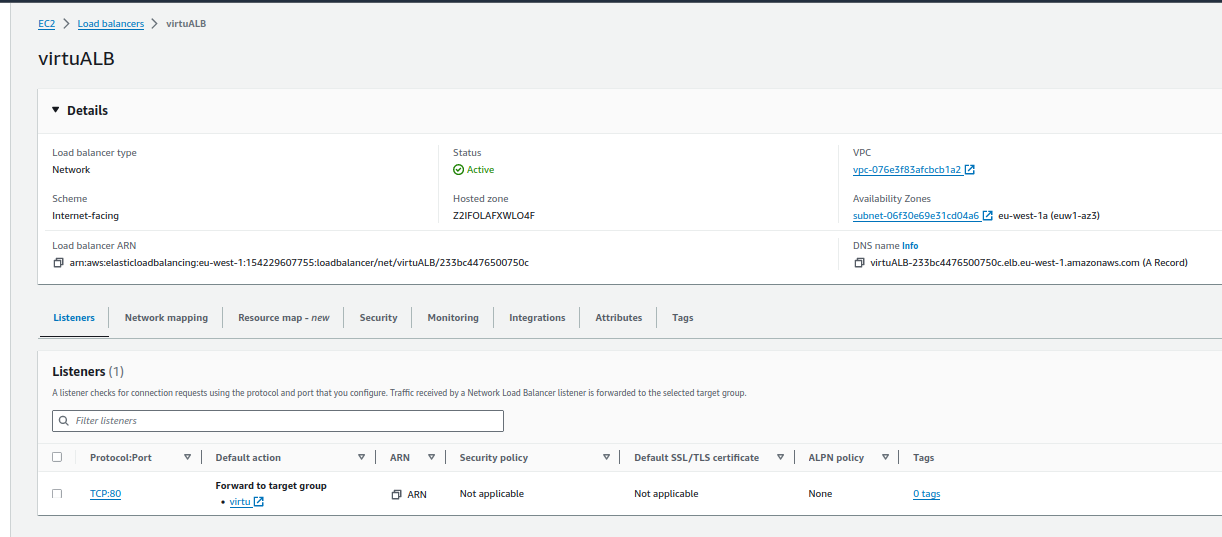 EC2 > Load balancers > virtuALB
virtuALB
▼ Details
Load balancer type
Network
Status
Active
VPC
vpc-076e3f83afcbcb1a2
Scheme
Internet-facing
Hosted zone
Z2IFOLAFXWLO4F
Availability Zones
subnet-06f30e69e31cd04a6 eu-west-1a (euw1-az3)
Load balancer ARN
arn:aws:elasticloadbalancing:eu-west-1:154229607755:loadbalancer/net/virtuALB/233bc4476500750c
DNS name Info
virtuALB-233bc4476500750c.elb.eu-west-1.amazonaws.com (A Record)
Listeners Network mapping Resource map - new Security Monitoring Integrations Attributes Tags
Listeners (1)
A listener checks for connection requests using the protocol and port that you configure. Traffic received by a Network Load Balancer listener is forwarded to the selected target group.
Filter listeners
Protocol:Port Default action ARN Security policy Default SSL/TLS certificate ALPN policy Tags
TCP:80
Forward to target group
• virtu
ARN
Not applicable
Not applicable
None
0 tags